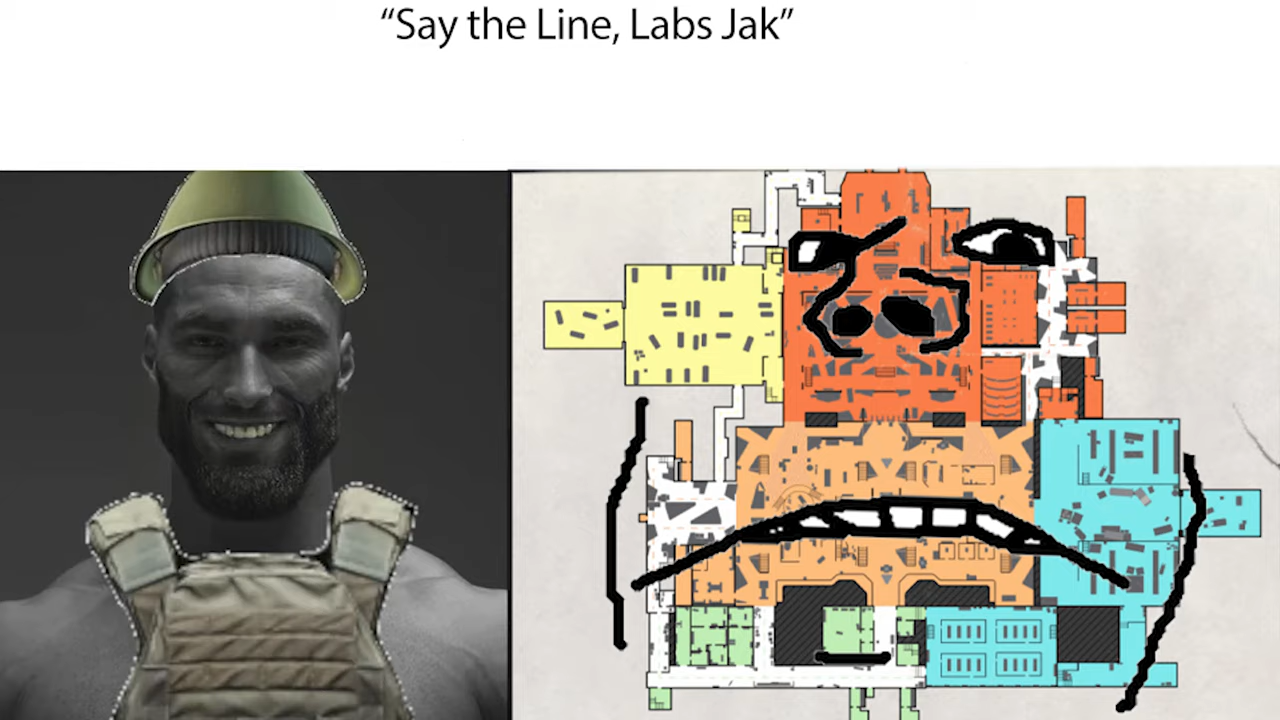 “Say the Line, Labs Jak”